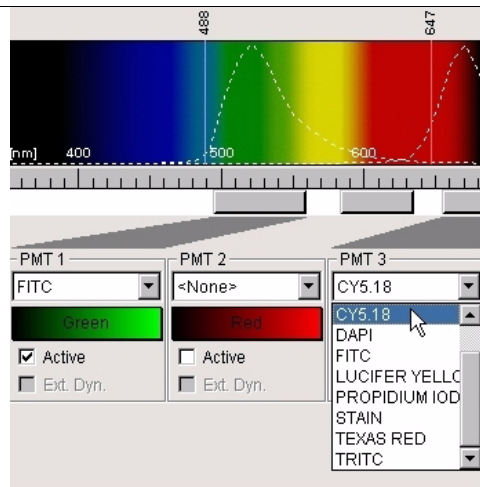 488
647
[nm] 400 500 600
PMT 1
PMT 2
PMT 3
FITC
<None>
CY5.18
Green
Red
CY5.18
Active
Active
DAPI
FITC
Ext. Dyn.
Ext. Dyn.
LUCIFER YELLC
PROPIDIUM IOD
STAIN
TEXAS RED
TRITC